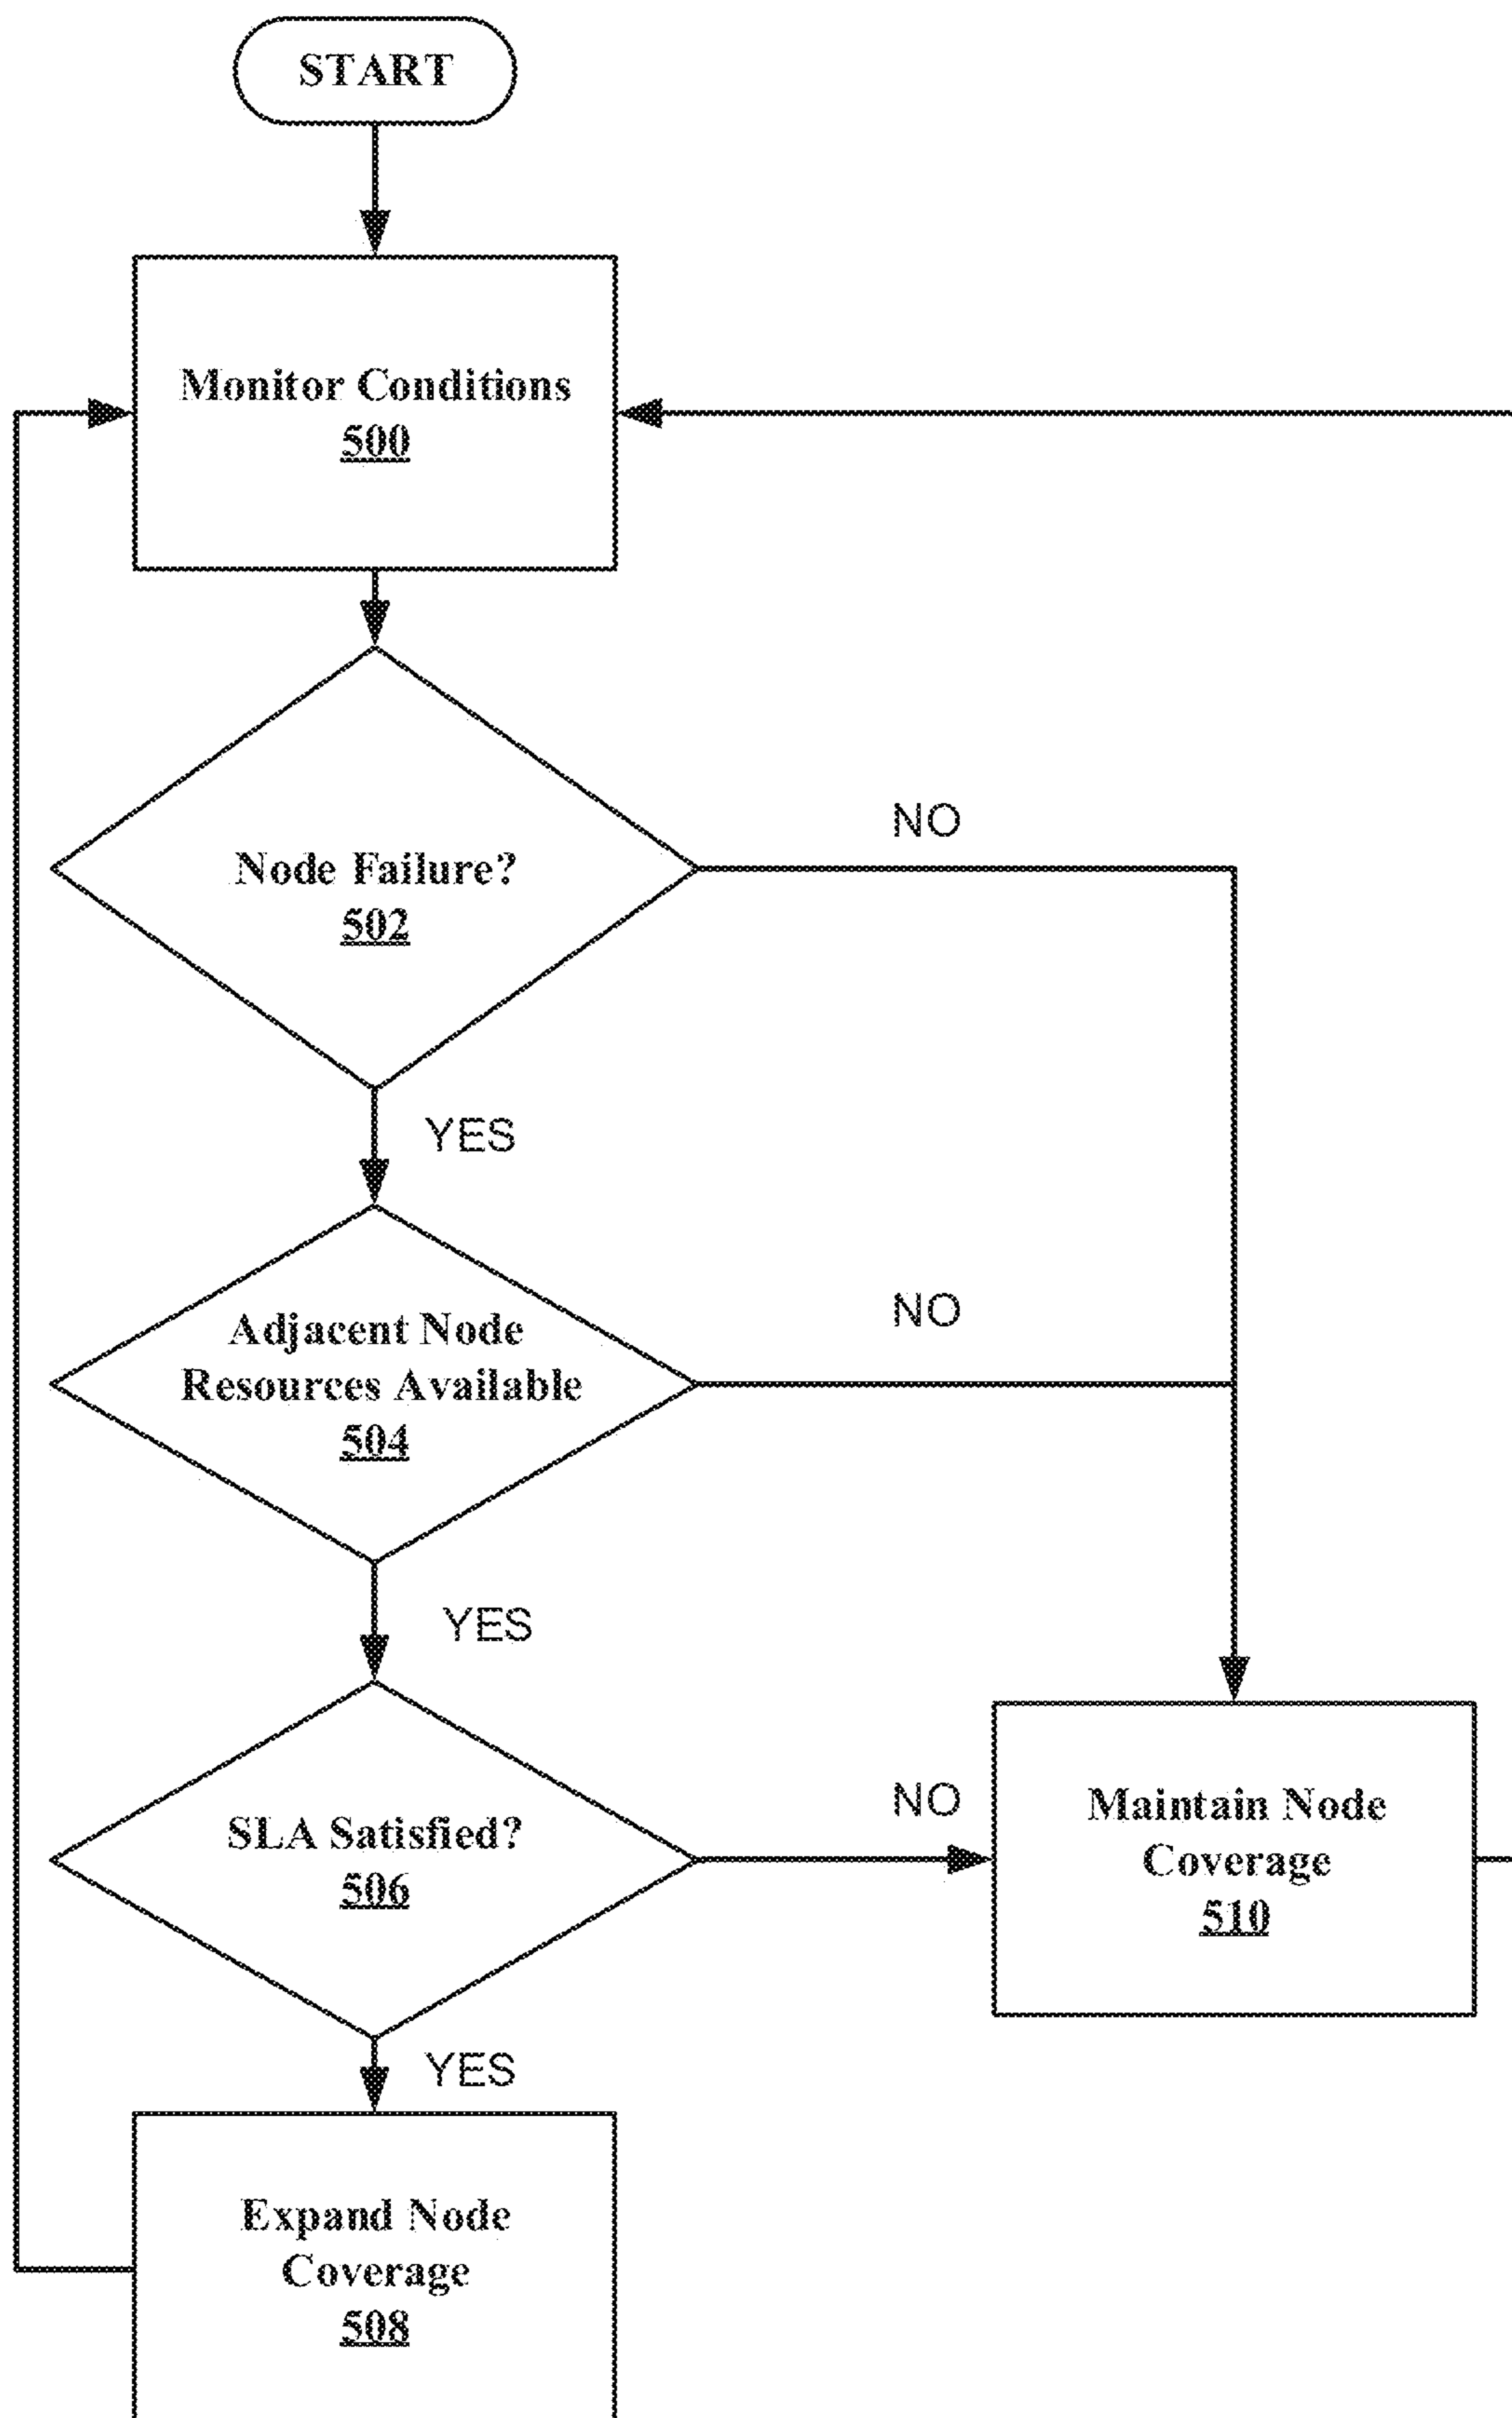 START
Monitor Conditions
500
NO
Node Failure?
502
YES
NO
Adjacent Node
Resources Available
504
YES
NO
SLA Satisfied?
506
Maintain Node
Coverage
510
YES
Expand Node
Coverage
508